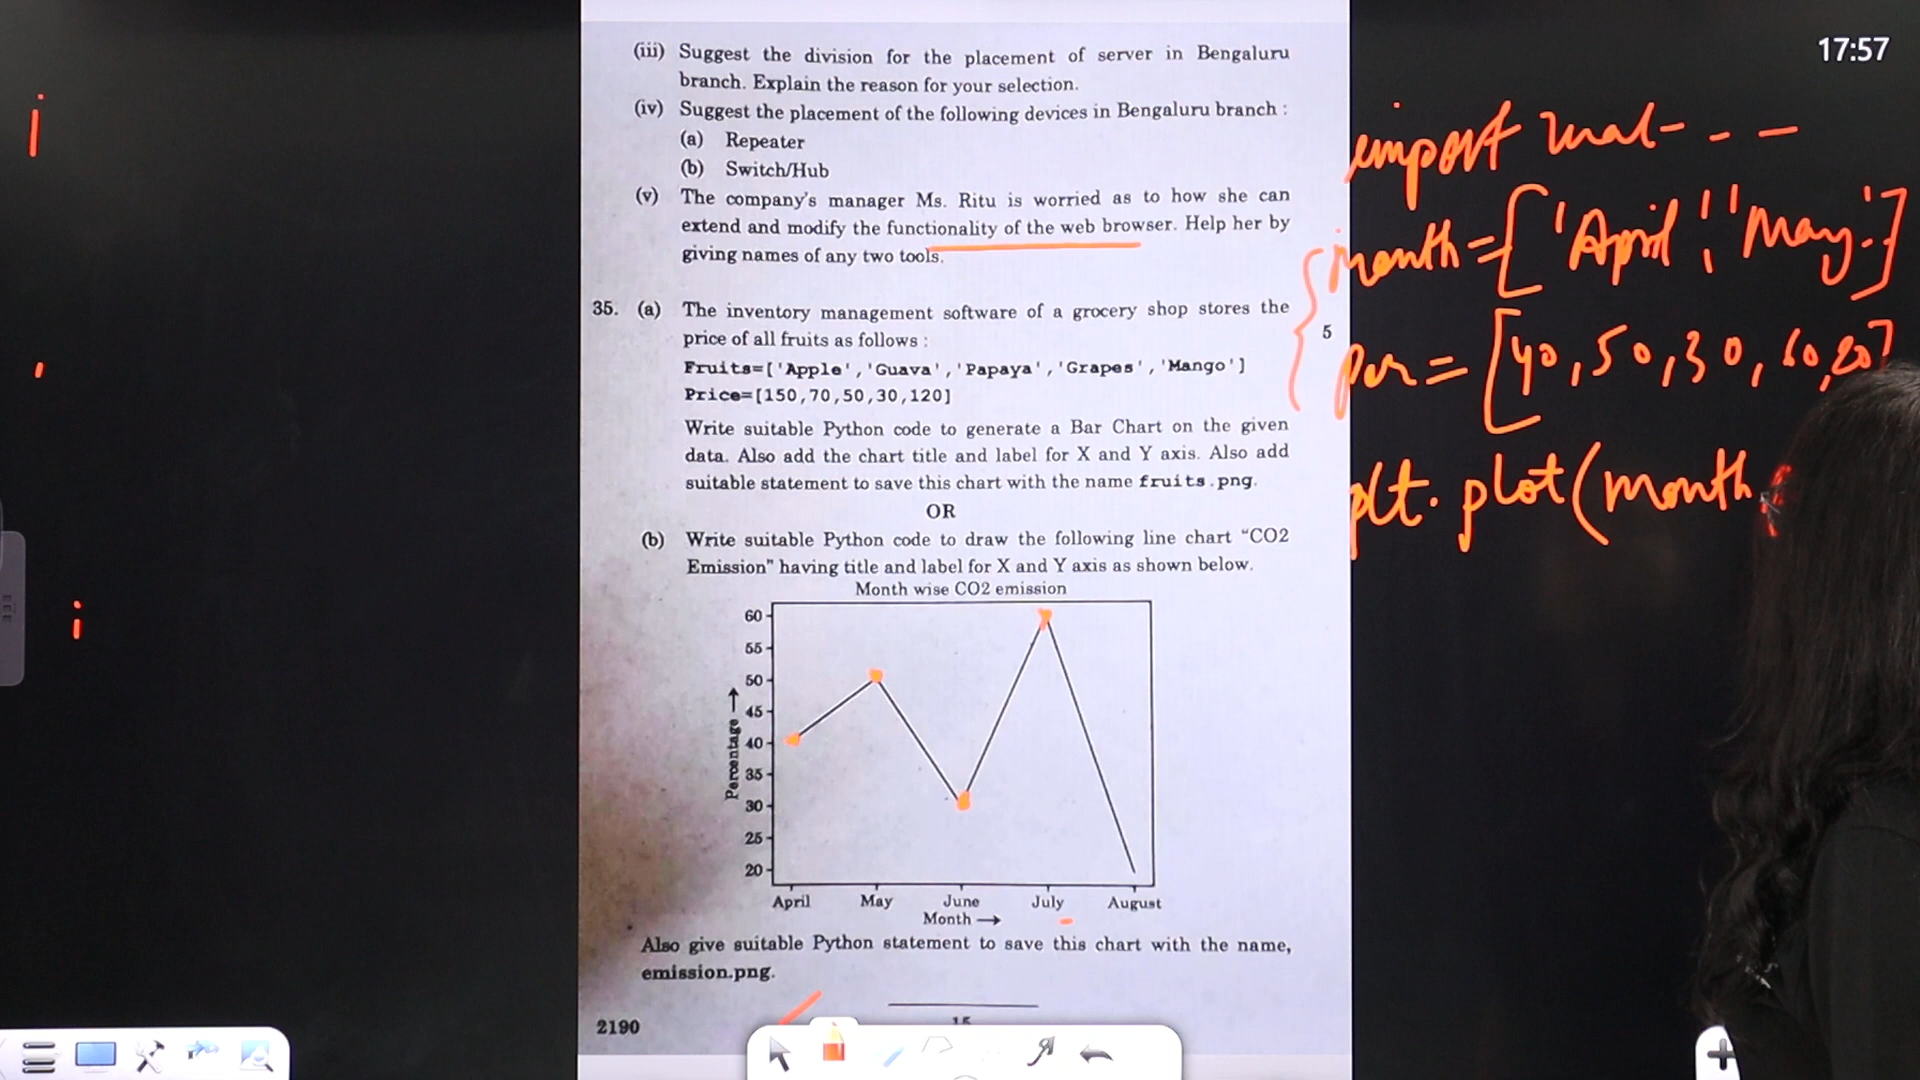 17:57
(iii) Suggest the division for the placement of server in Bengaluru
branch. Explain the reason for your selection.
(iv) Suggest the placement of the following devices in Bengaluru branch :
(a) Repeater
(b) Switch/Hub
(v) The company's manager Ms. Ritu is worried as to how she can
extend and modify the functionality of the web browser. Help her by
giving names of any two tools.
35. (a) The inventory management software of a grocery shop stores the
price of all fruits as follows :
5
Fruits=['Apple','Guava','Papaya','Grapes','Mango']
Price=[150,70,50,30,120]
Write suitable Python code to generate a Bar Chart on the given
data. Also add the chart title and label for X and Y axis. Also add
suitable statement to save this chart with the name fruits.png.
OR
(b) Write suitable Python code to draw the following line chart "CO2
Emission" having title and label for X and Y axis as shown below.
Month wise CO2 emission
60
55
50
45
40
35
30
25
20
Percentage →
April May June July August
Month →
Also give suitable Python statement to save this chart with the name,
emission.png.
2190
import mat- - -
month=['April','May'..]
Per=[40,50,30,60,20]
plt.plot(month,